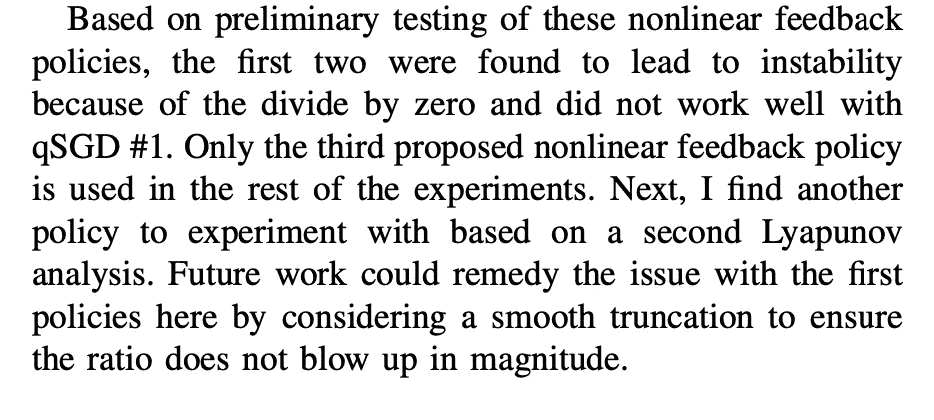 Based on preliminary testing of these nonlinear feedback
policies, the first two were found to lead to instability
because of the divide by zero and did not work well with
qSGD #1. Only the third proposed nonlinear feedback policy
is used in the rest of the experiments. Next, I find another
policy to experiment with based on a second Lyapunov
analysis. Future work could remedy the issue with the first
policies here by considering a smooth truncation to ensure
the ratio does not blow up in magnitude.